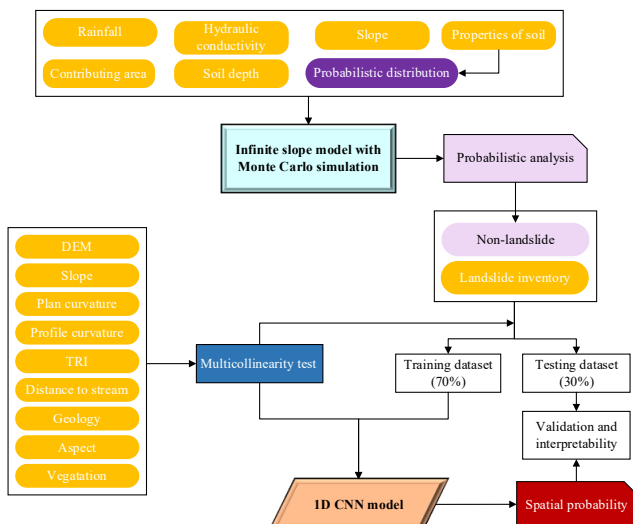 Rainfall
Hydraulic
conductivity
Slope
Properties of soil
Contributing area
Soil depth
Probabilistic distribution
Infinite slope model with
Monte Carlo simulation
Probabilistic analysis
Non-landslide
Landslide inventory
DEM
Slope
Plan curvature
Profile curvature
TRI
Distance to stream
Geology
Aspect
Vegatation
Multicollinearity test
Training dataset
(70%)
Testing dataset
(30%)
Validation and
interpretability
1D CNN model
Spatial probability